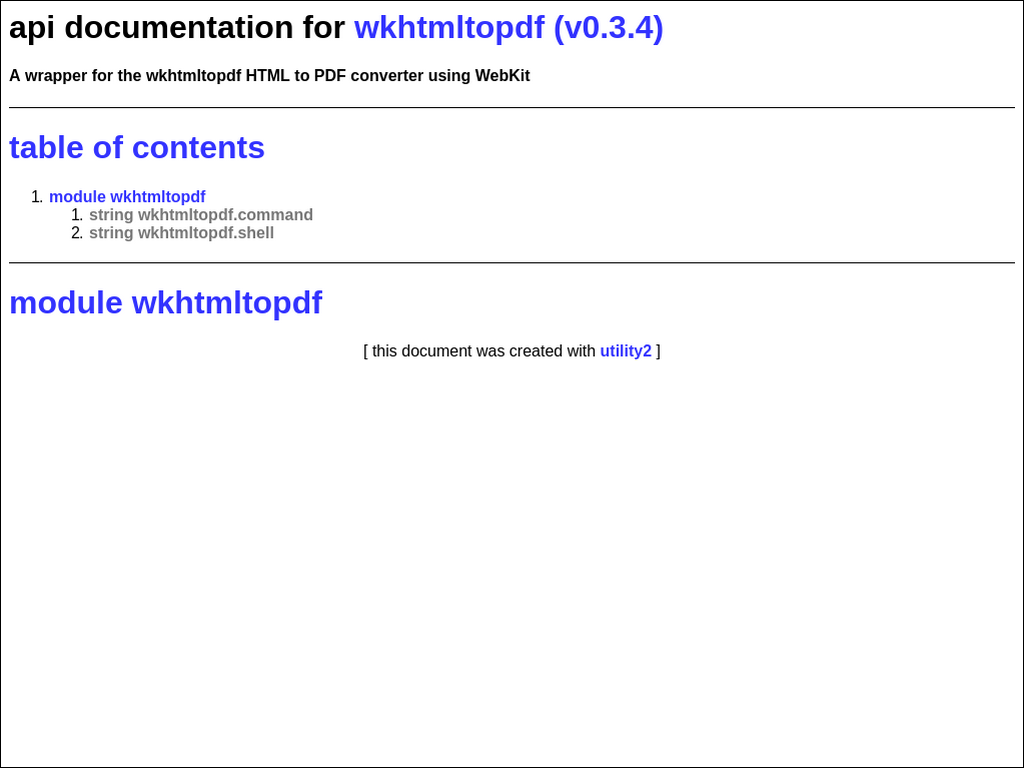 api documentation for wkhtmltopdf (v0.3.4)
A wrapper for the wkhtmltopdf HTML to PDF converter using WebKit
table of contents
1. module wkhtmltopdf
1. string wkhtmltopdf.command
2. string wkhtmltopdf.shell
module wkhtmltopdf
[ this document was created with utility2 ]